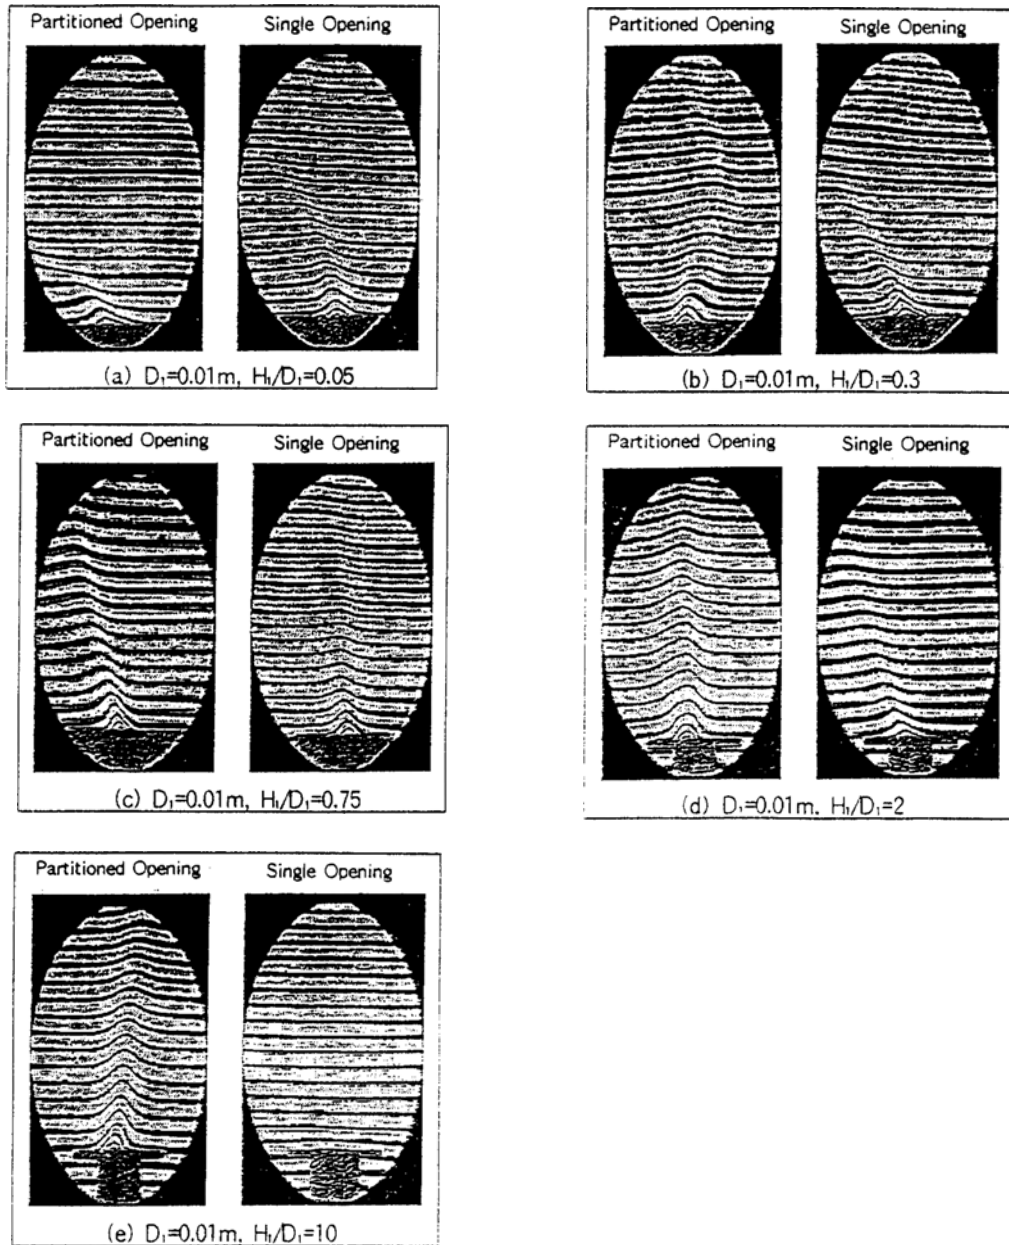 Partitioned Opening Single Opening
Partitioned Opening Single Opening
(a) D₁=0.01m, H₁/D₁=0.05
(b) D₁=0.01m, H₁/D₁=0.3
Partitioned Opening Single Opening
Partitioned Opening Single Opening
(c) D₁=0.01m, H₁/D₁=0.75
(d) D₁=0.01m, H₁/D₁=2
Partitioned Opening Single Opening
(e) D₁=0.01m, H₁/D₁=10